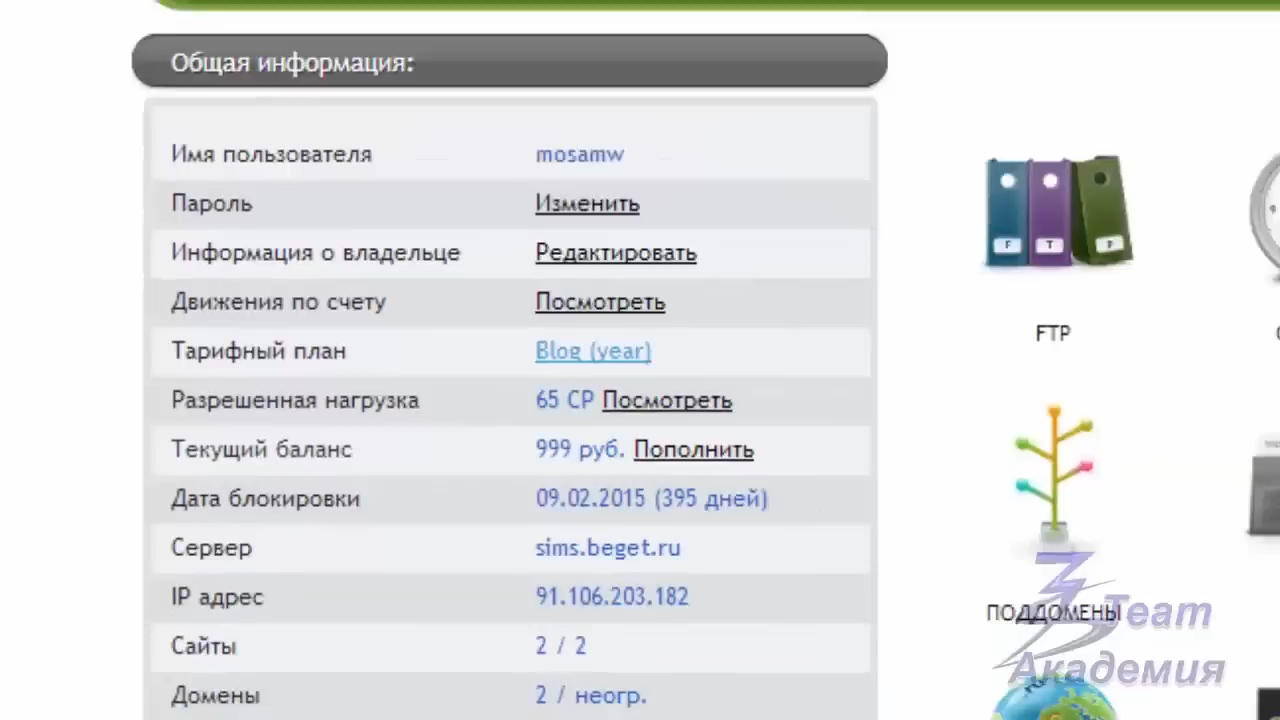 Общая информация:
Имя пользователя mosamw
Пароль Изменить
Информация о владельце Редактировать
Движения по счету Посмотреть
Тарифный план Blog (year)
Разрешенная нагрузка 65 CP Посмотреть
Текущий баланс 999 руб. Пополнить
Дата блокировки 09.02.2015 (395 дней)
Сервер sims.beget.ru
IP адрес 91.106.203.182
Сайты 2 / 2
Домены 2 / неогр.
F T P
FTP
ПОДДОМЕНЫ
Team
Академия